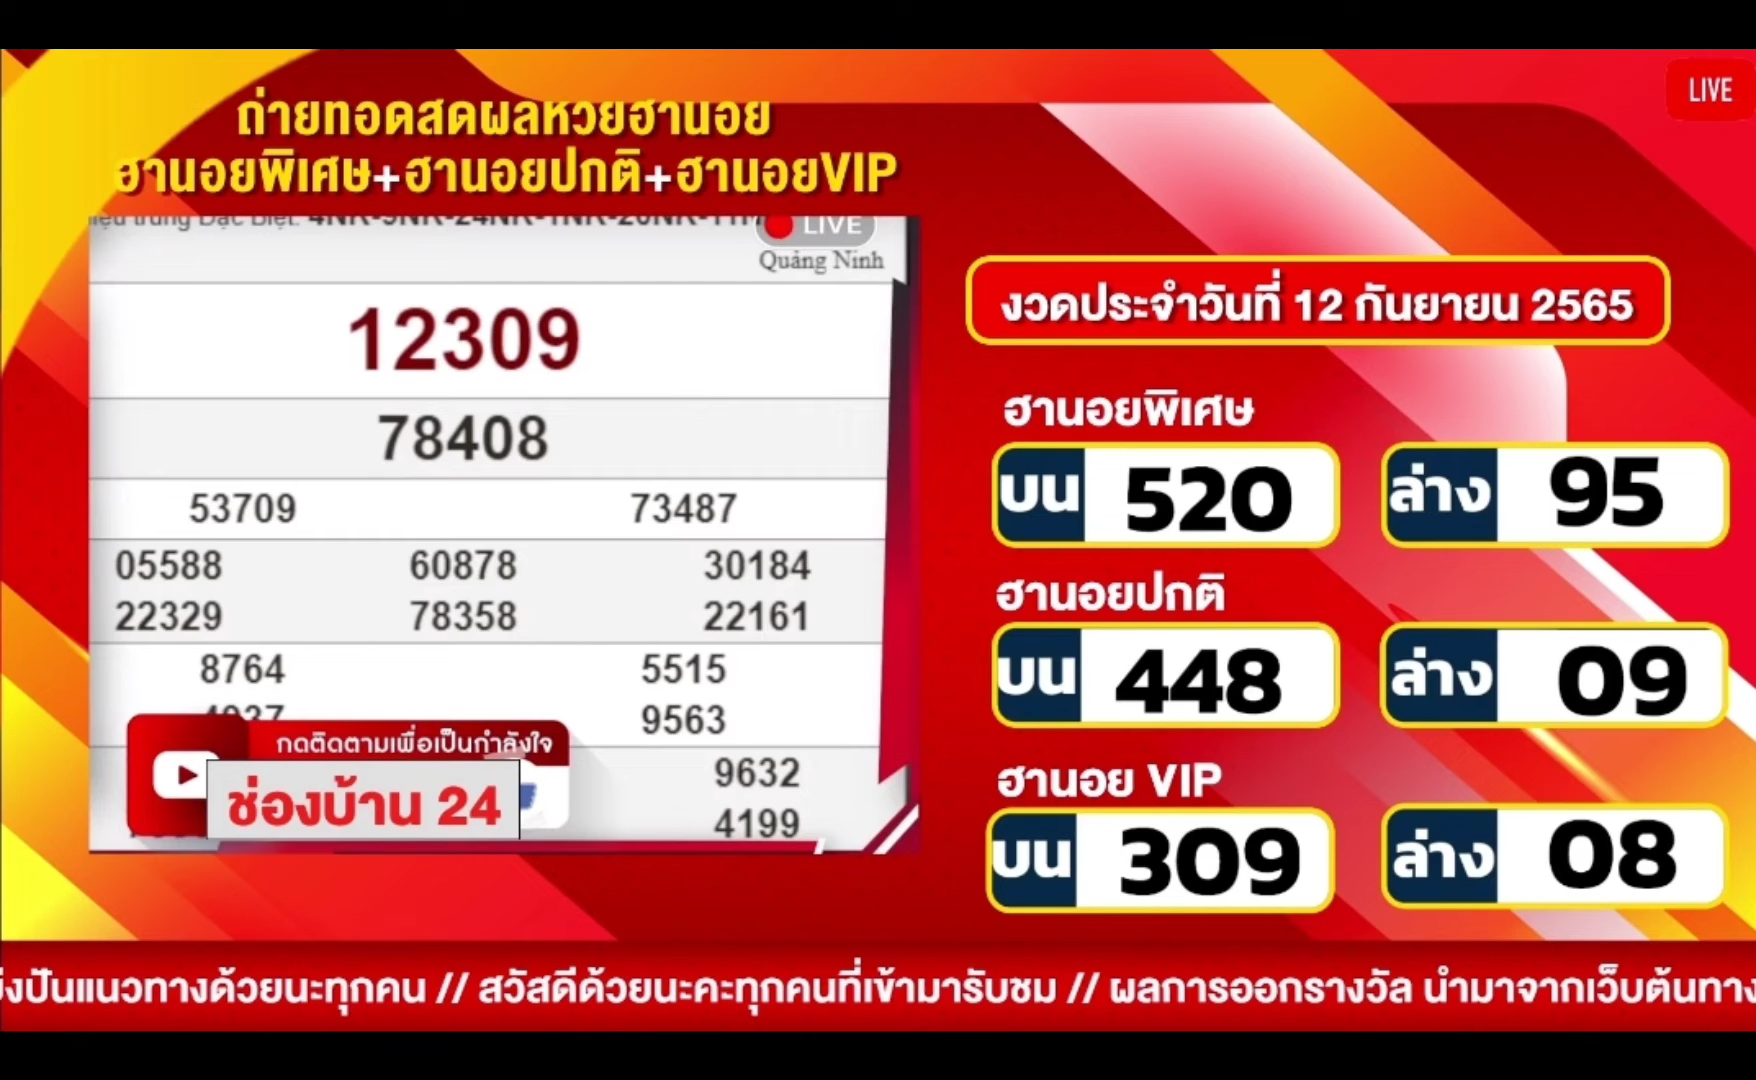 LIVE
ถ่ายทอดสดผลหวยฮานอย
ฮานอยพิเศษ+ฮานอยปกติ+ฮานอยVIP
LIVE
Quảng Ninh
12309
78408
53709 73487
05588 60878 30184
22329 78358 22161
8764 5515
4937 9563
9632
4199
กดติดตามเพื่อเป็นกำลังใจ
ช่องบ้าน 24
งวดประจำวันที่ 12 กันยายน 2565
ฮานอยพิเศษ
บน 520 ล่าง 95
ฮานอยปกติ
บน 448 ล่าง 09
ฮานอย VIP
บน 309 ล่าง 08
ปันแนวทางด้วยนะทุกคน // สวัสดีด้วยนะคะทุกคนที่เข้ามารับชม // ผลการออกรางวัล นำมาจากเว็บต้นทาง